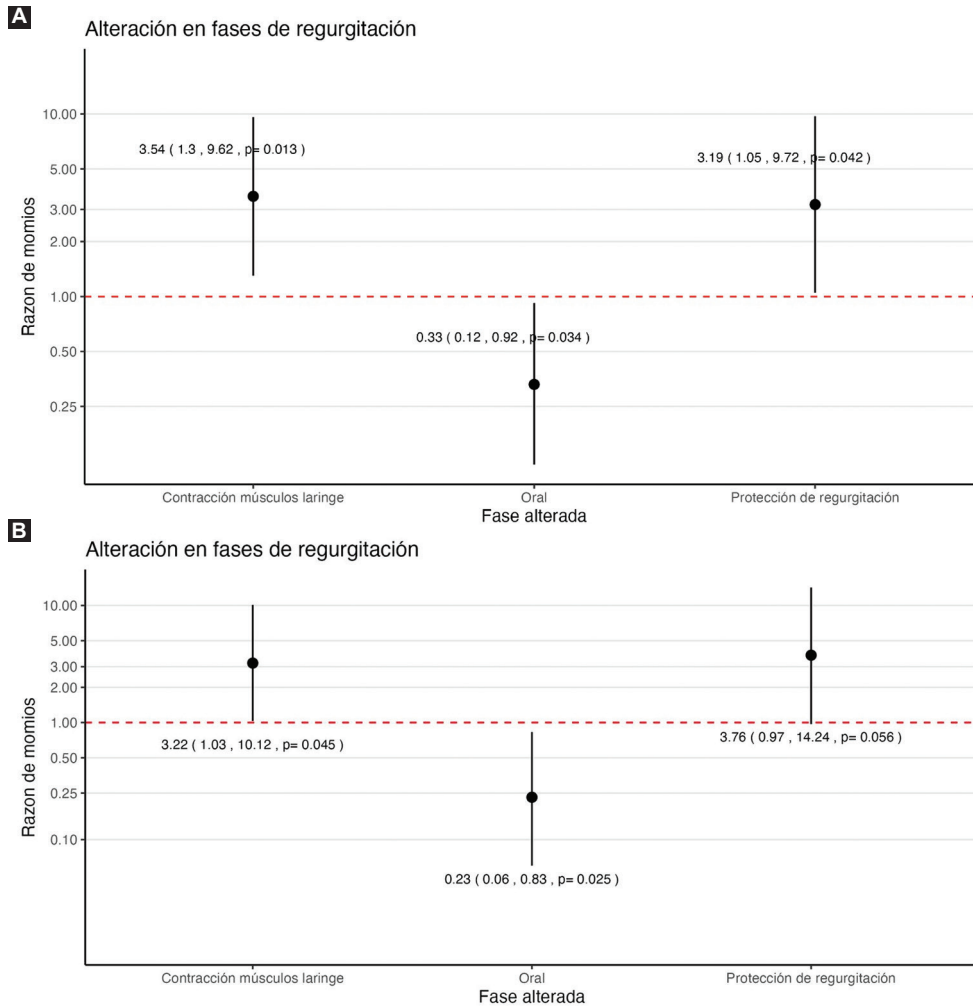 A
Alteración en fases de regurgitación
Razon de momios
10.00
5.00
3.00
2.00
1.00
0.50
0.25
3.54 ( 1.3 , 9.62 , p= 0.013 )
3.19 ( 1.05 , 9.72 , p= 0.042 )
0.33 ( 0.12 , 0.92 , p= 0.034 )
Contracción músculos laringe
Oral
Protección de regurgitación
Fase alterada
B
Alteración en fases de regurgitación
Razon de momios
10.00
5.00
3.00
2.00
1.00
0.50
0.25
0.10
3.22 ( 1.03 , 10.12 , p= 0.045 )
3.76 ( 0.97 , 14.24 , p= 0.056 )
0.23 ( 0.06 , 0.83 , p= 0.025 )
Contracción músculos laringe
Oral
Protección de regurgitación
Fase alterada